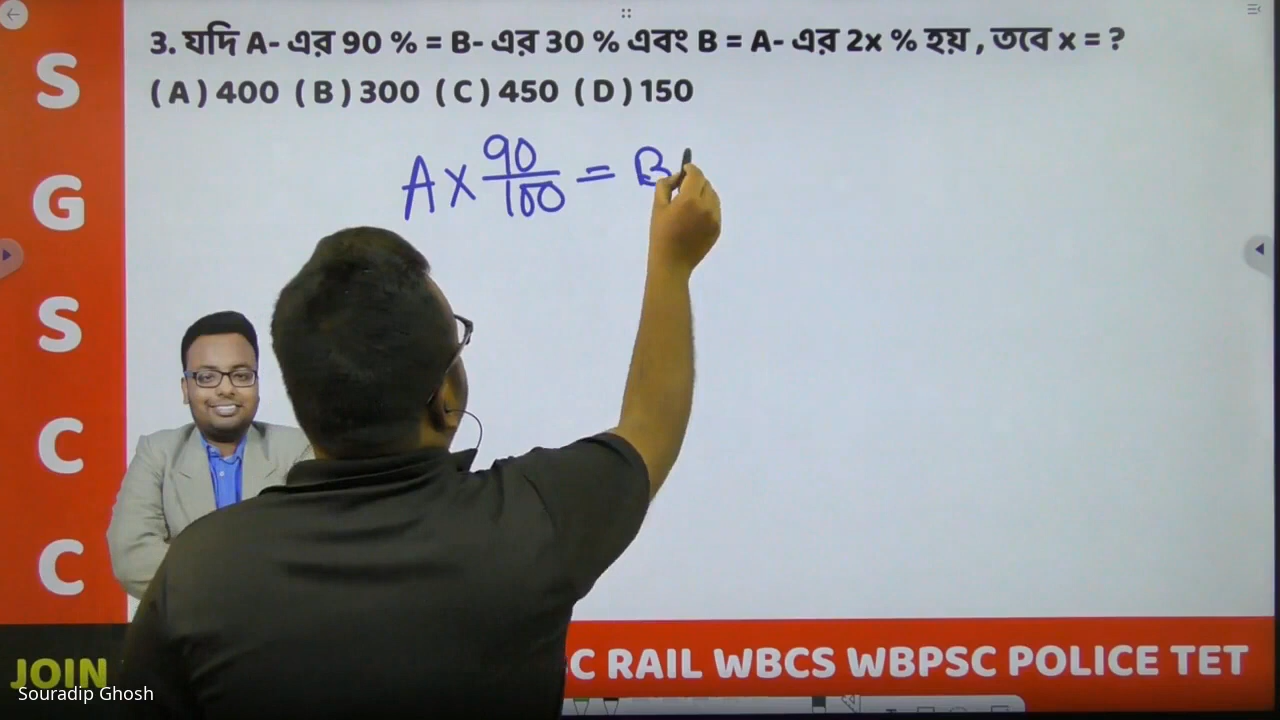 S
G
S
C
C
3. যদি A- এর 90 % = B- এর 30 % এবং B = A- এর 2x % হয় , তবে x = ?
( A ) 400 ( B ) 300 ( C ) 450 ( D ) 150
A × 90/100 = B
JOIN
C RAIL WBCS WBPSC POLICE TET
Souradip Ghosh